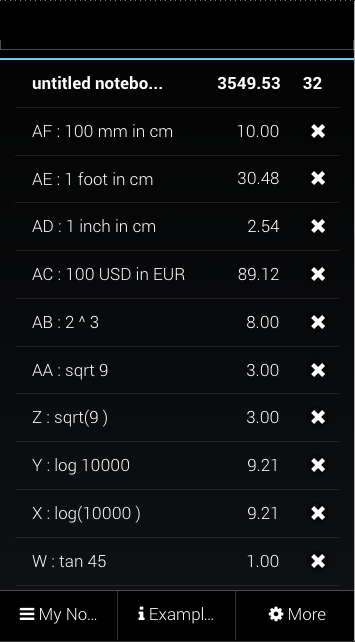 untitled notebo... 3549.53 32
AF : 100 mm in cm 10.00 ✖
AE : 1 foot in cm 30.48 ✖
AD : 1 inch in cm 2.54 ✖
AC : 100 USD in EUR 89.12 ✖
AB : 2 ^ 3 8.00 ✖
AA : sqrt 9 3.00 ✖
Z : sqrt(9 ) 3.00 ✖
Y : log 10000 9.21 ✖
X : log(10000 ) 9.21 ✖
W : tan 45 1.00 ✖
My No... Exampl... More